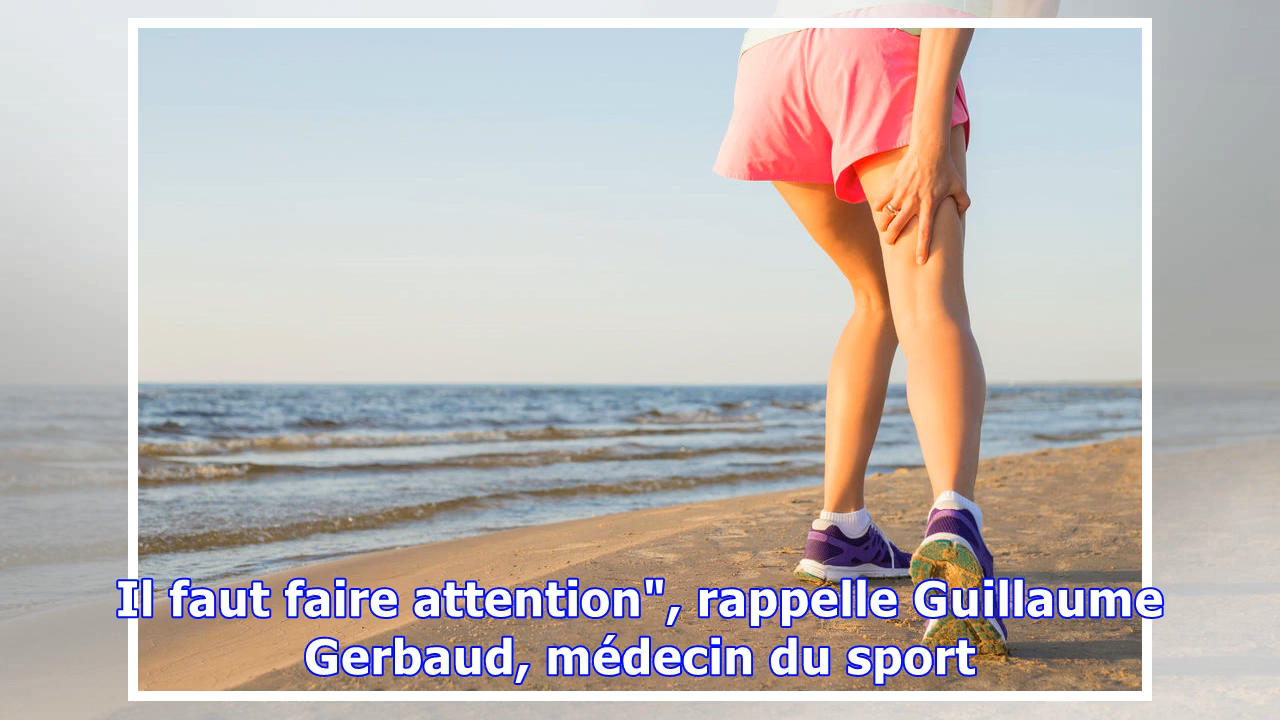 Il faut faire attention", rappelle Guillaume
Gerbaud, médecin du sport